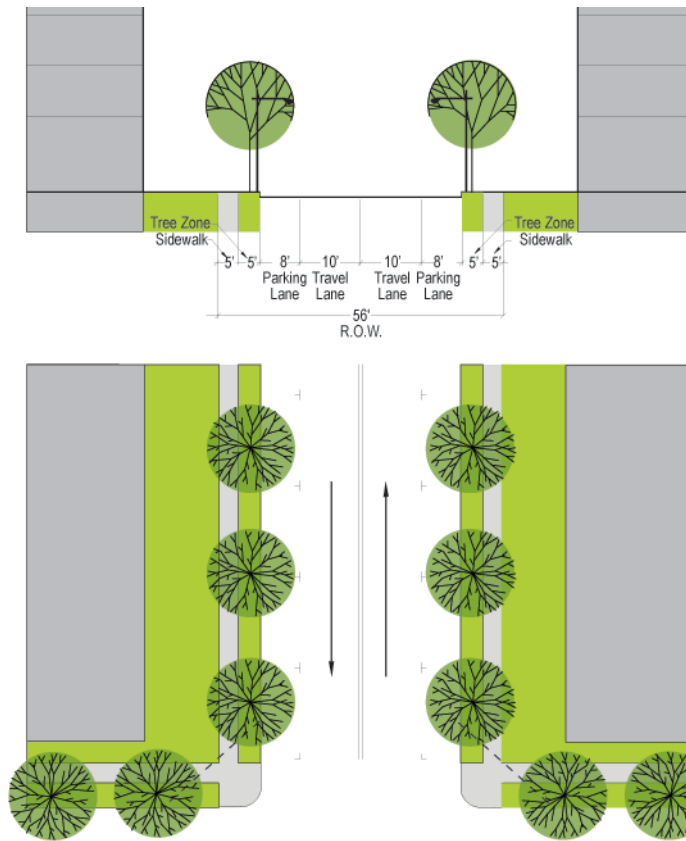 Tree Zone
Sidewalk
Tree Zone
Sidewalk
5' 5' 8' 10' 10' 8' 5' 5'
Parking Travel Travel Parking
Lane Lane Lane Lane
56'
R.O.W.